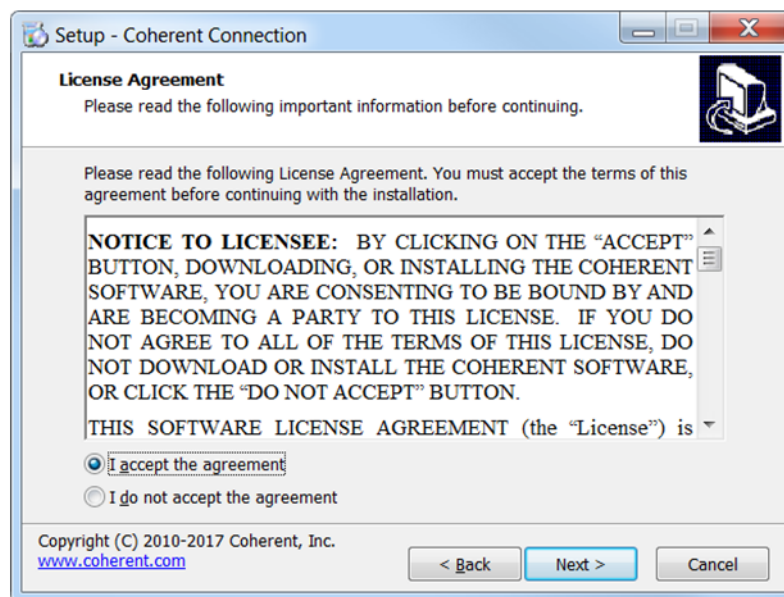 Setup - Coherent Connection
License Agreement
Please read the following important information before continuing.
Please read the following License Agreement. You must accept the terms of this
agreement before continuing with the installation.
NOTICE TO LICENSEE: BY CLICKING ON THE “ACCEPT”
BUTTON, DOWNLOADING, OR INSTALLING THE COHERENT
SOFTWARE, YOU ARE CONSENTING TO BE BOUND BY AND
ARE BECOMING A PARTY TO THIS LICENSE. IF YOU DO
NOT AGREE TO ALL OF THE TERMS OF THIS LICENSE, DO
NOT DOWNLOAD OR INSTALL THE COHERENT SOFTWARE,
OR CLICK THE “DO NOT ACCEPT” BUTTON.
THIS SOFTWARE LICENSE AGREEMENT (the “License”) is
I accept the agreement
I do not accept the agreement
Copyright (C) 2010-2017 Coherent, Inc.
www.coherent.com
< Back Next > Cancel